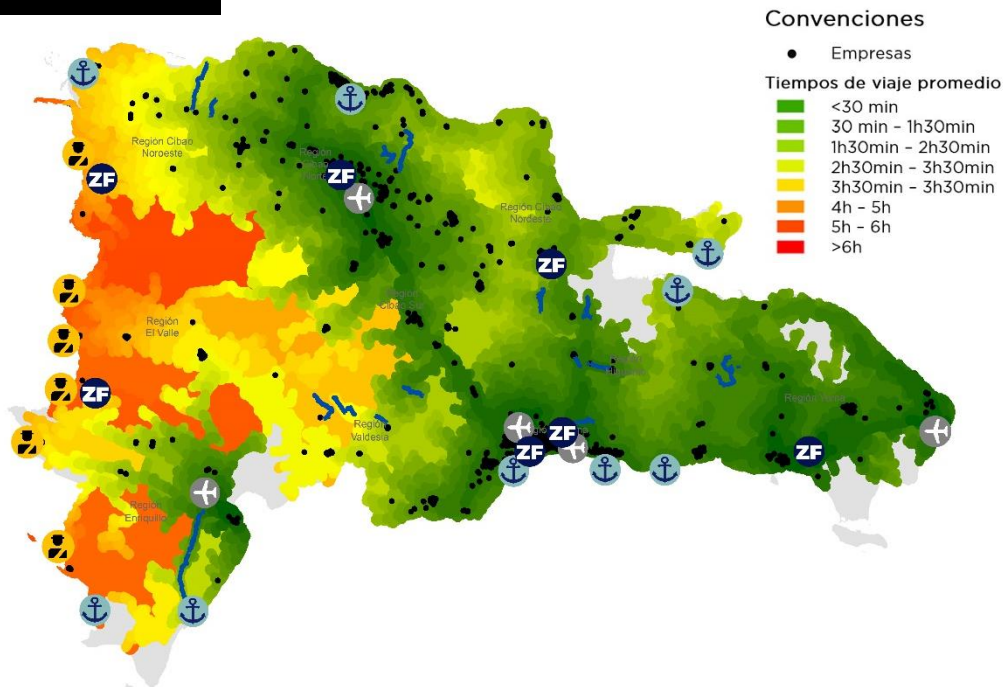 Convenciones
Empresas
Tiempos de viaje promedio
<30 min
30 min – 1h30min
1h30min – 2h30min
2h30min – 3h30min
3h30min – 3h30min
4h – 5h
5h – 6h
>6h
Región Cibao
Noroeste
ZF
ZF
Región
Región Cibao
Nordeste
ZF
Región
El Valle
ZF
Región
Valdesia
ZF
ZF
ZF
Región
Enriquillo